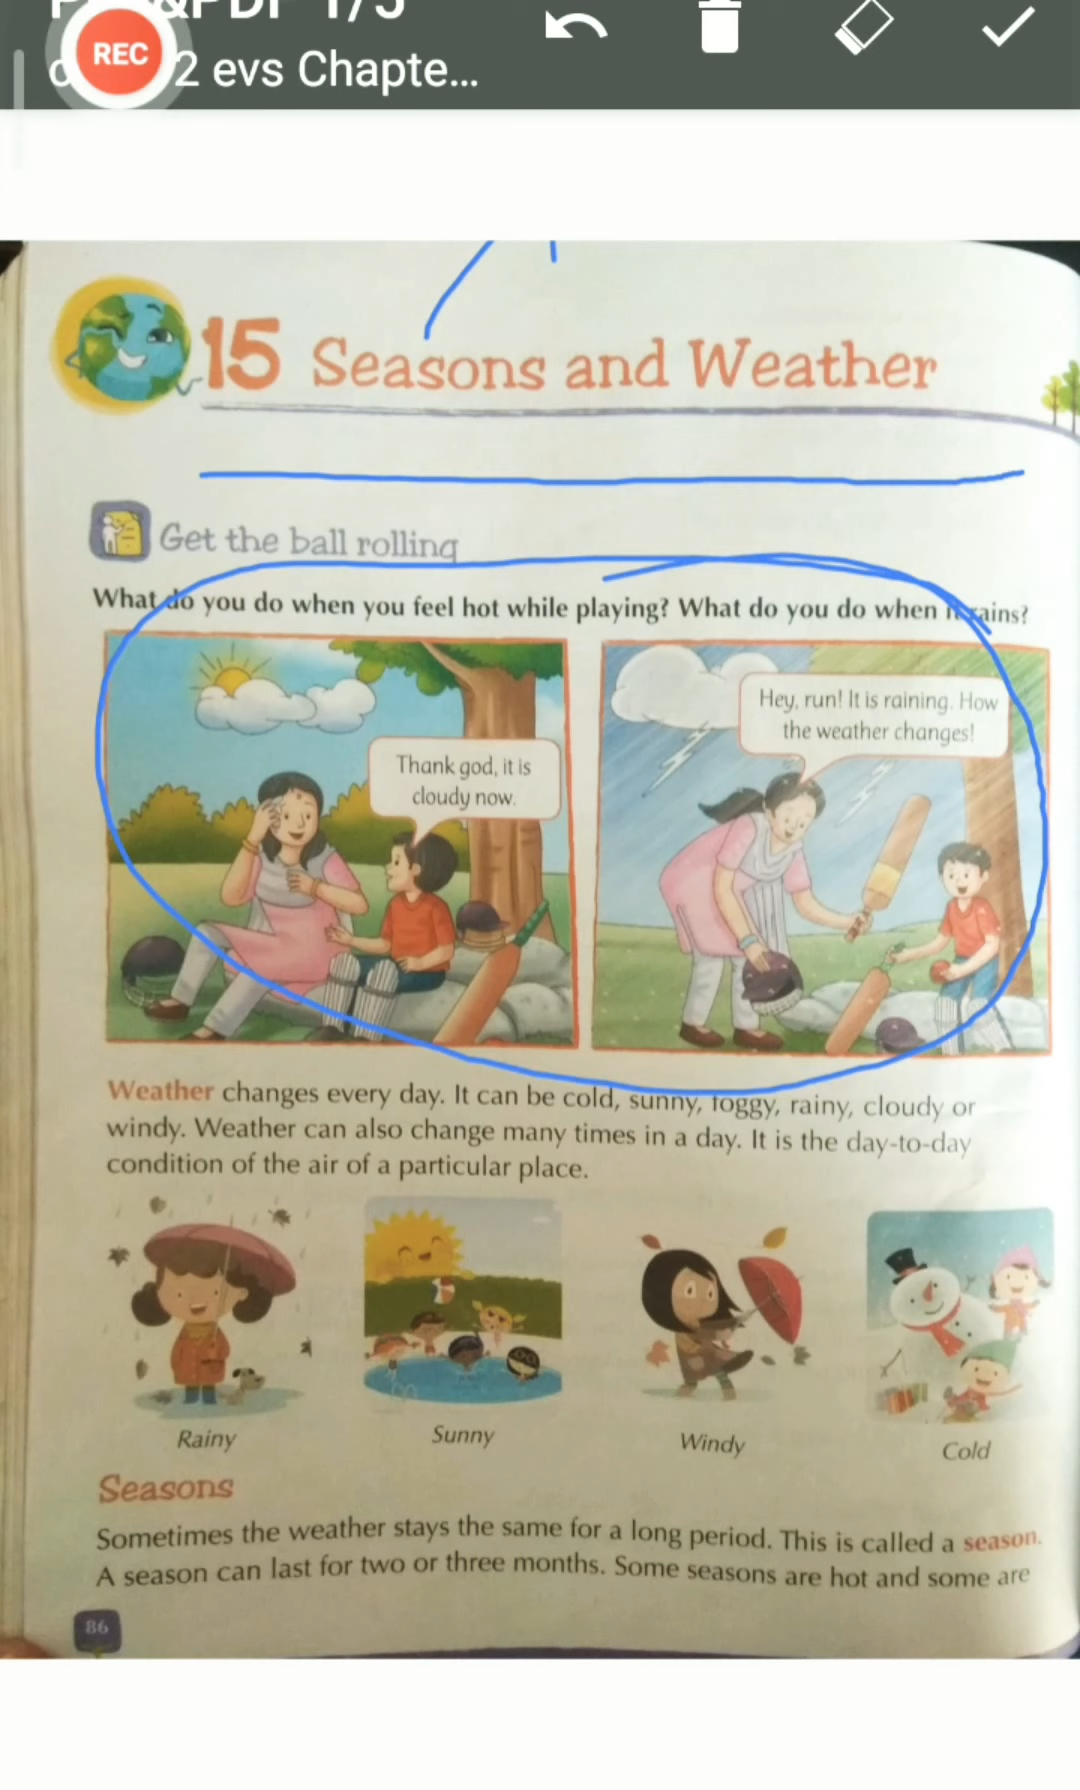 REC
2 evs Chapte...
15 Seasons and Weather
Get the ball rolling
What do you do when you feel hot while playing? What do you do when it rains?
Thank god, it is
cloudy now.
Hey, run! It is raining. How
the weather changes!
Weather changes every day. It can be cold, sunny, foggy, rainy, cloudy or
windy. Weather can also change many times in a day. It is the day-to-day
condition of the air of a particular place.
Rainy
Sunny
Windy
Cold
Seasons
Sometimes the weather stays the same for a long period. This is called a season.
A season can last for two or three months. Some seasons are hot and some are
86